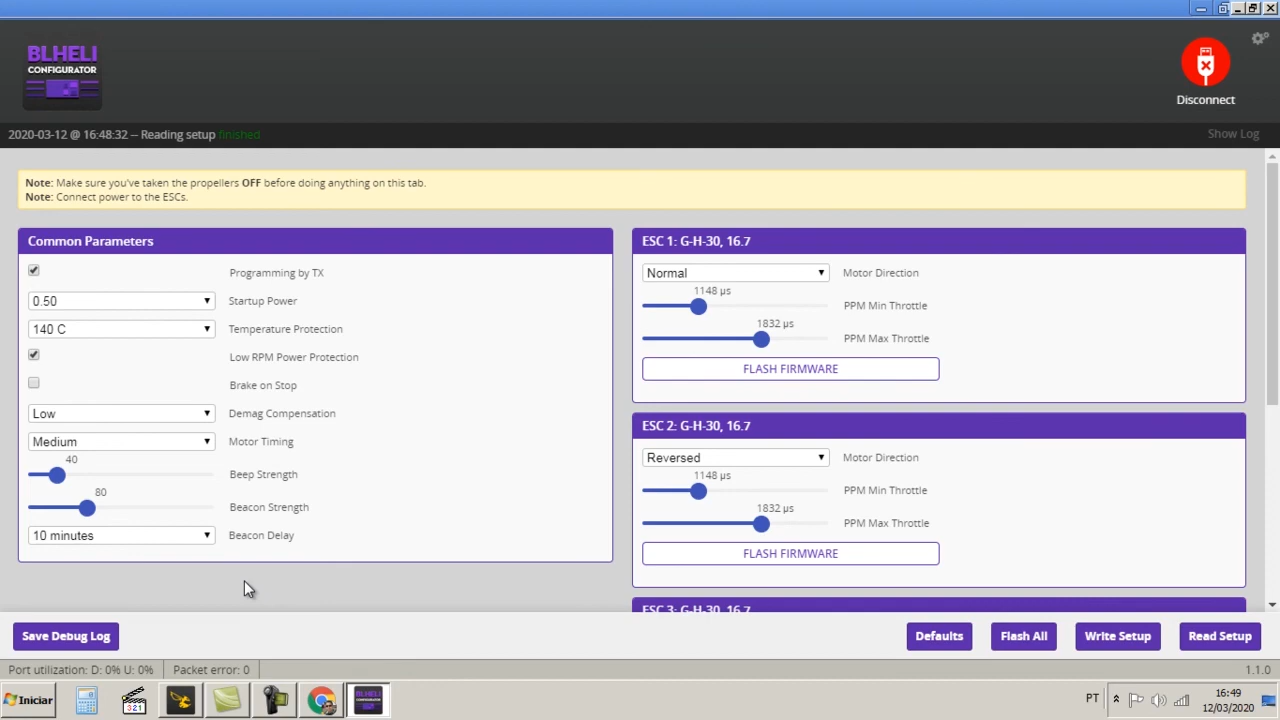 BLHELI
CONFIGURATOR
Disconnect
2020-03-12 @ 16:48:32 -- Reading setup finished
Show Log
Note: Make sure you've taken the propellers OFF before doing anything on this tab.
Note: Connect power to the ESCs.
Common Parameters
Programming by TX
0.50 Startup Power
140 C Temperature Protection
Low RPM Power Protection
Brake on Stop
Low Demag Compensation
Medium Motor Timing
40
Beep Strength
80
Beacon Strength
10 minutes Beacon Delay
ESC 1: G-H-30, 16.7
Normal Motor Direction
1148 µs
PPM Min Throttle
1832 µs
PPM Max Throttle
FLASH FIRMWARE
ESC 2: G-H-30, 16.7
Reversed Motor Direction
1148 µs
PPM Min Throttle
1832 µs
PPM Max Throttle
FLASH FIRMWARE
ESC 3: G-H-30, 16.7
Save Debug Log
Defaults
Flash All
Write Setup
Read Setup
Port utilization: D: 0% U: 0%
Packet error: 0
1.1.0
Iniciar
321
BLHELI
PT
16:49
12/03/2020